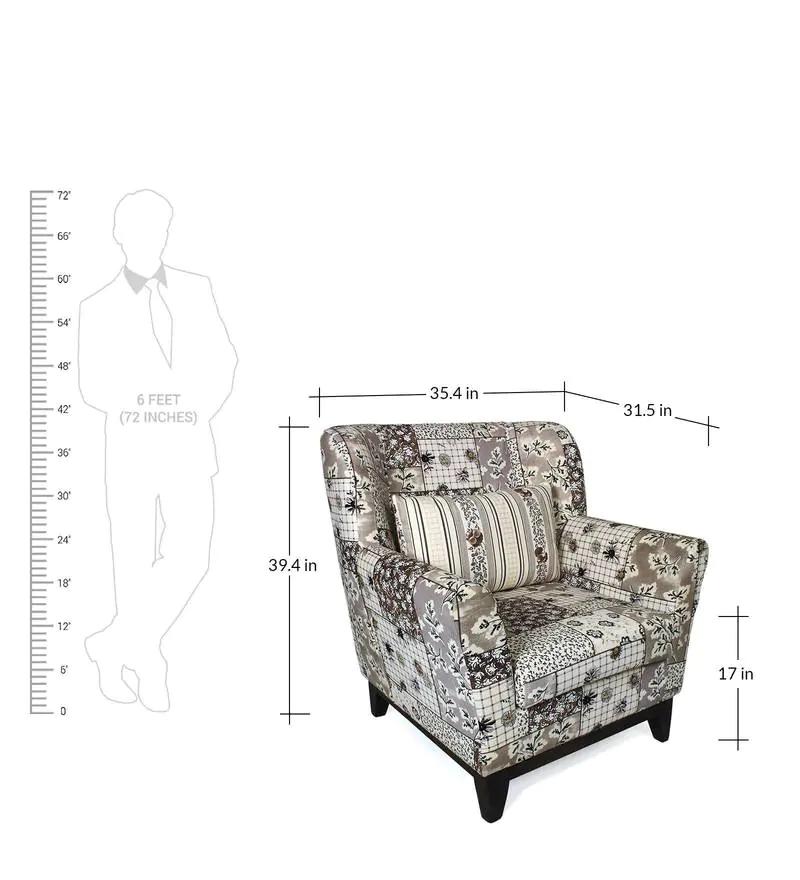 72'
66'
60'
54'
48'
42'
36'
30'
24'
18'
12'
6'
0
6 FEET
(72 INCHES)
35.4 in
31.5 in
39.4 in
17 in